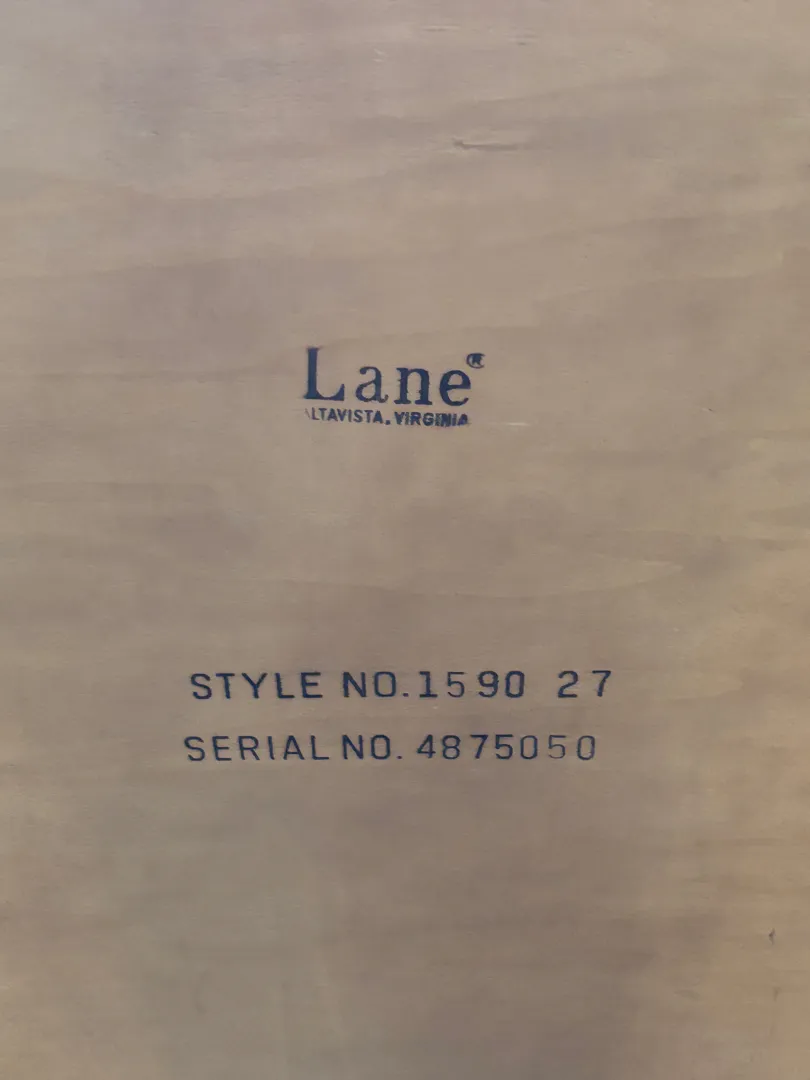 Lane®
ALTAVISTA, VIRGINIA
STYLE NO. 1590 27
SERIAL NO. 4875050